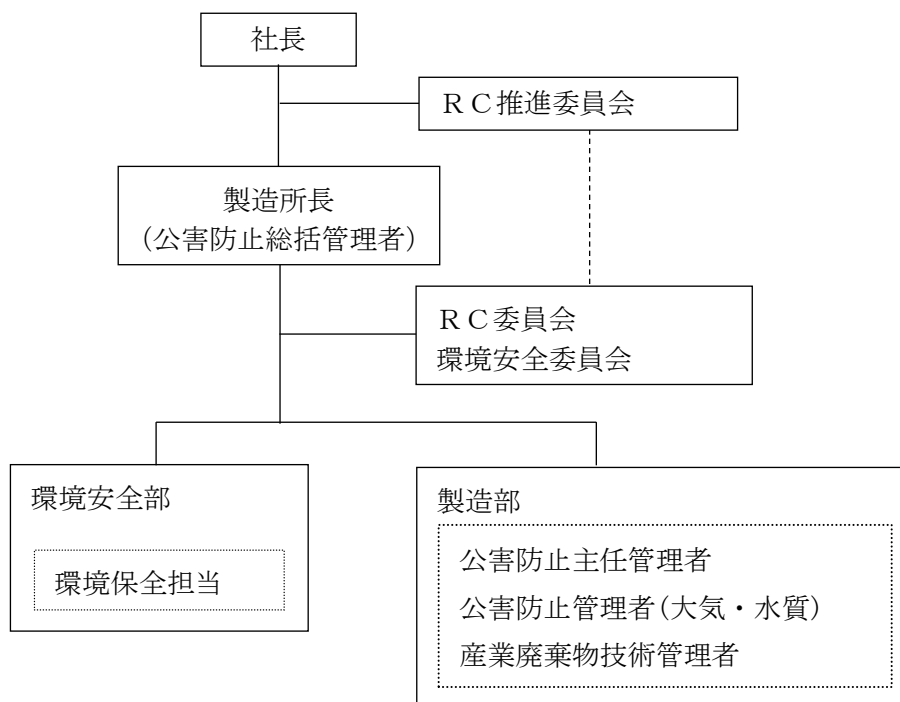 社長
ＲＣ推進委員会
製造所長
（公害防止総括管理者）
ＲＣ委員会
環境安全委員会
環境安全部
環境保全担当
製造部
公害防止主任管理者
公害防止管理者（大気・水質）
産業廃棄物技術管理者